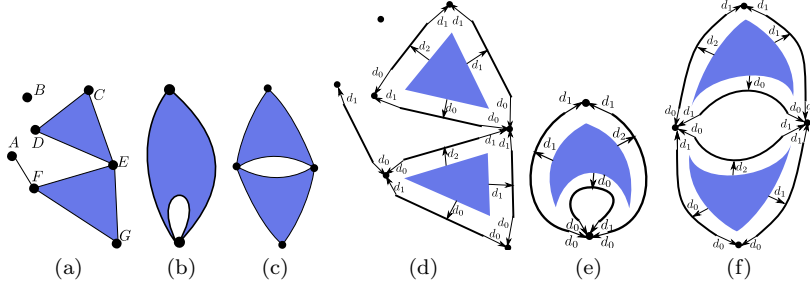 B
C
D
A
E
F
G
(a)
(b)
(c)
d₁ d₁
d₂
d₁
d₀
d₁
d₀
d₀
d₁
d₀
d₁ d₁
d₀
d₂
d₁
d₁
d₀
d₀
(d)
d₁ d₁
d₁
d₂
d₀
d₀ d₁
d₀ d₀
(e)
d₁ d₁
d₂
d₁
d₀
d₁
d₀
d₀
d₀
d₁
d₁
d₂
d₁
d₀
d₁
d₀ d₀
(f)